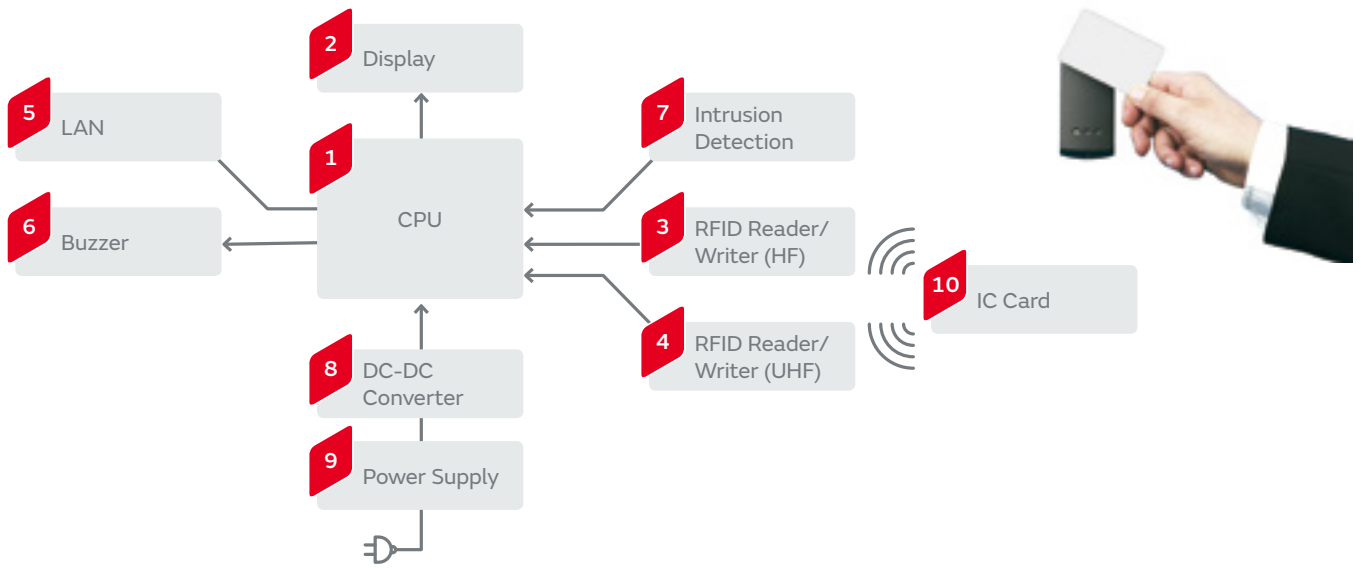 2
Display
5
LAN
1
CPU
7
Intrusion
Detection
6
Buzzer
3
RFID Reader/
Writer (HF)
10
IC Card
4
RFID Reader/
Writer (UHF)
8
DC-DC
Converter
9
Power Supply